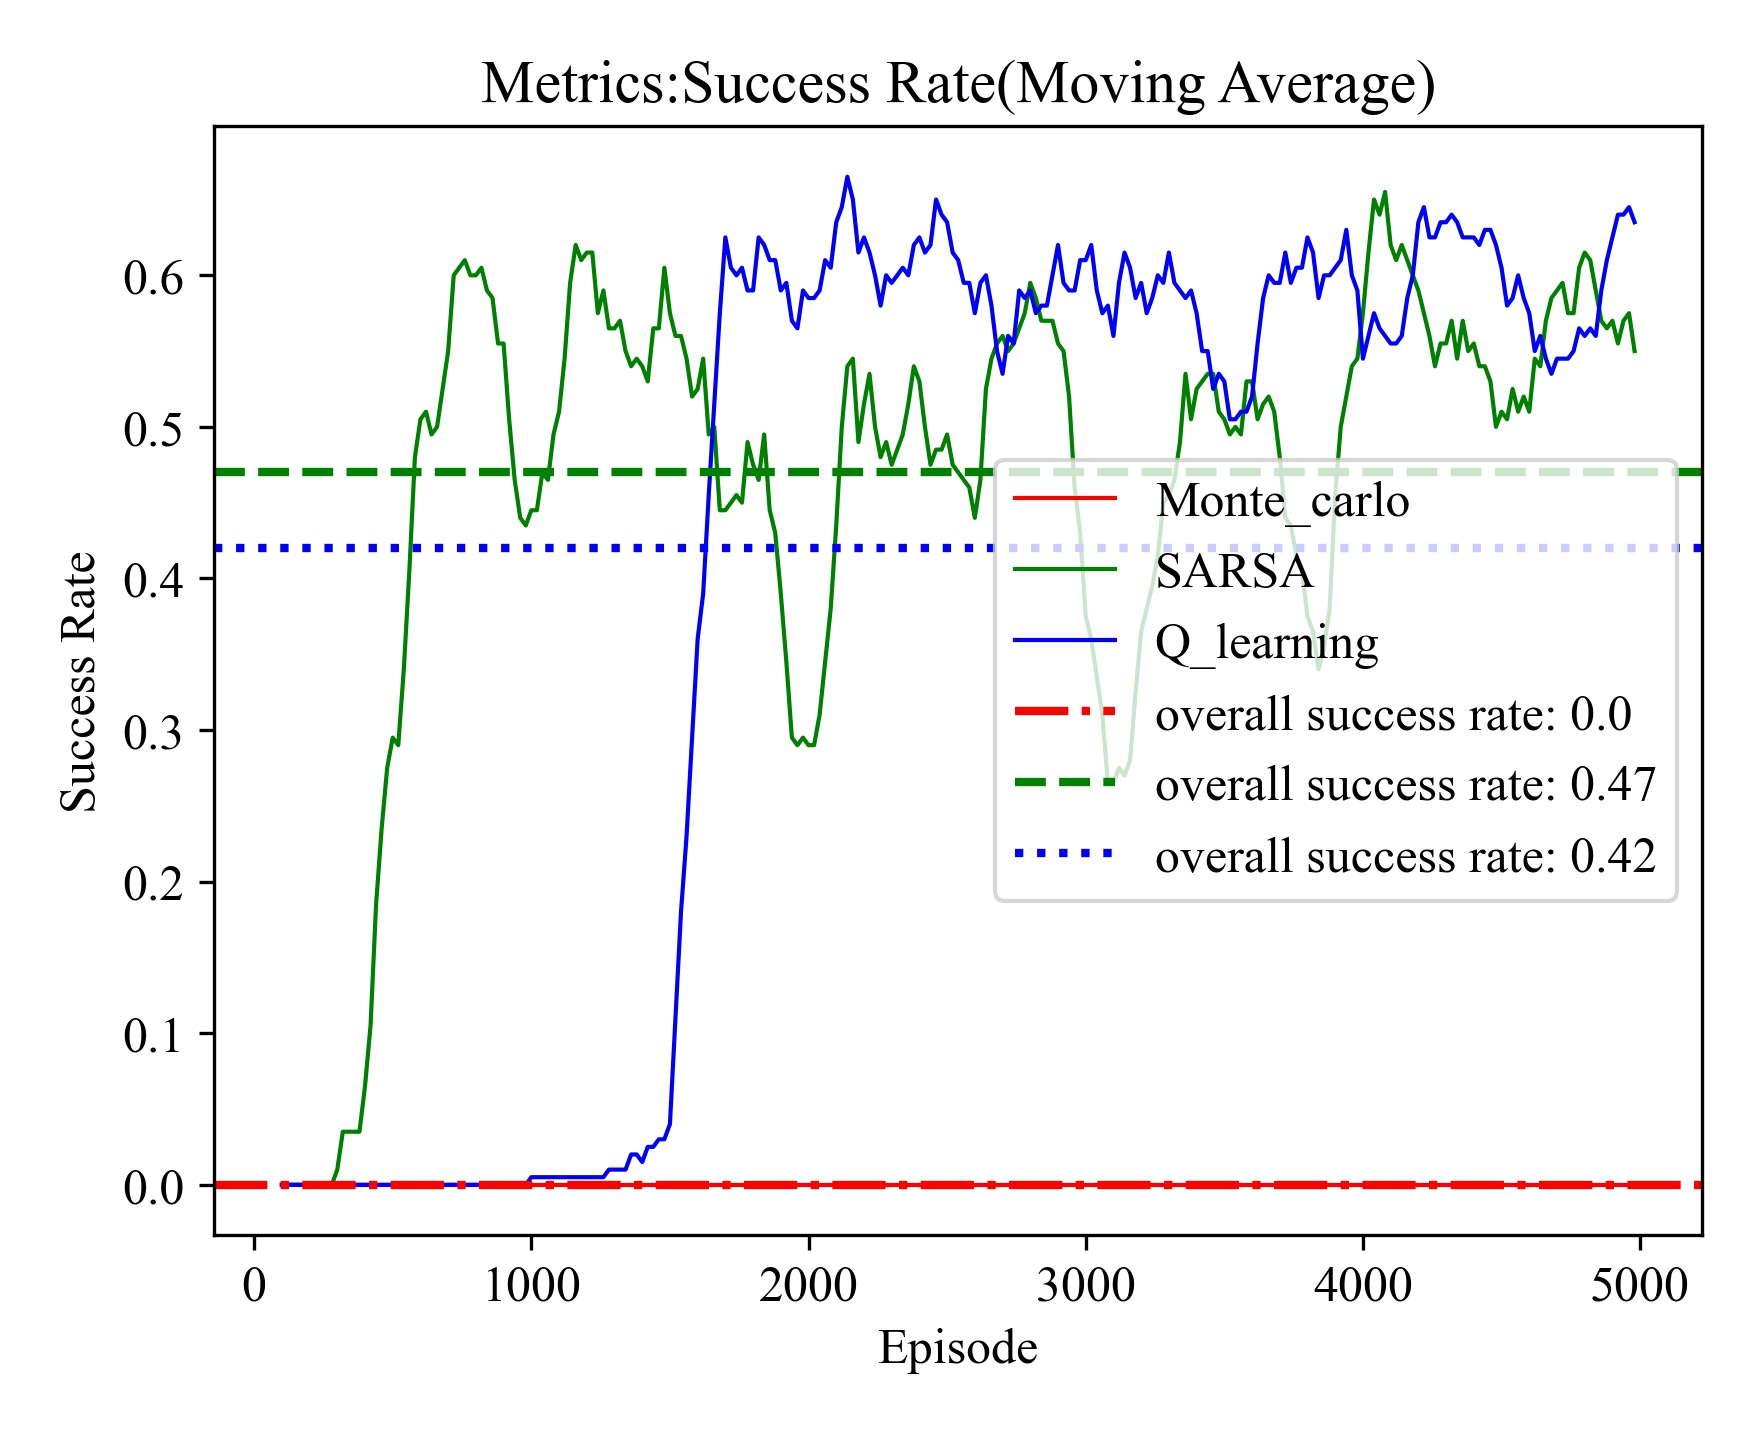 Metrics:Success Rate(Moving Average)
Success Rate
0.6
0.5
0.4
0.3
0.2
0.1
0.0
Monte_carlo
SARSA
Q_learning
overall success rate: 0.0
overall success rate: 0.47
overall success rate: 0.42
0 1000 2000 3000 4000 5000
Episode